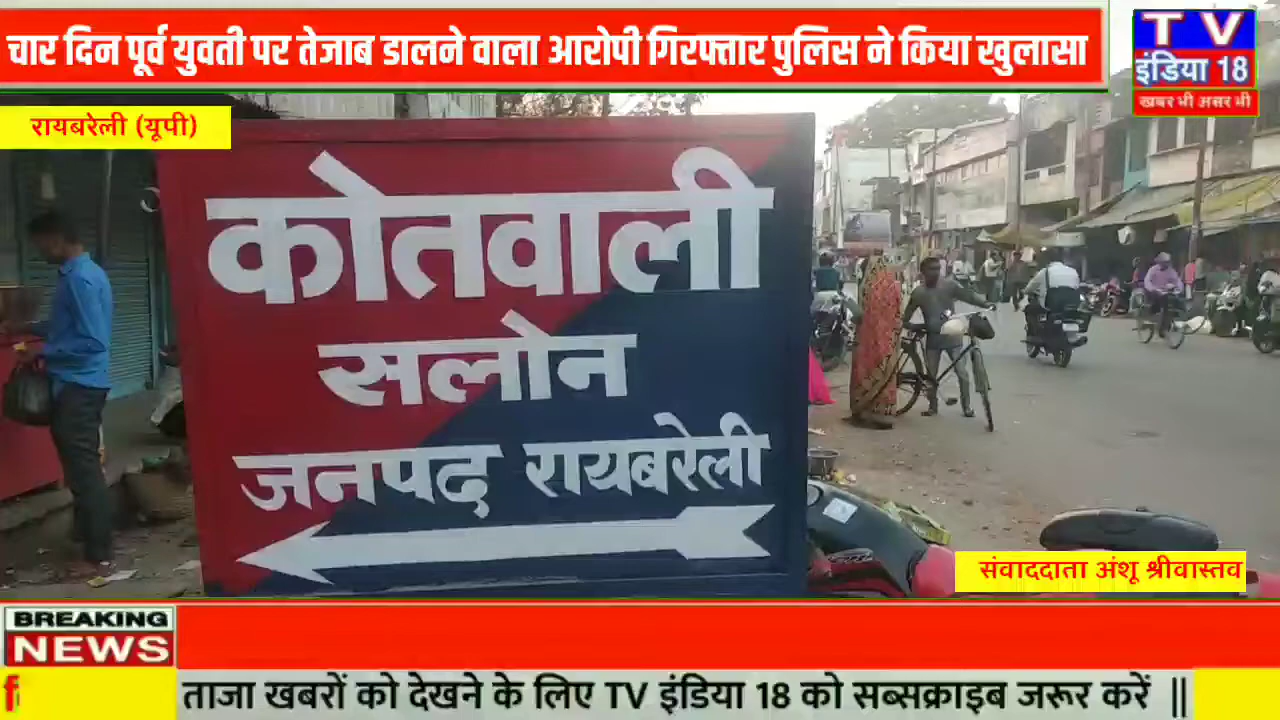 चार दिन पूर्व युवती पर तेजाब डालने वाला आरोपी गिरफ्तार पुलिस ने किया खुलासा
TV
इंडिया 18
खबर भी असर भी
रायबरेली (यूपी)
कोतवाली
सलोन
जनपद रायबरेली
संवाददाता अंशू श्रीवास्तव
BREAKING
NEWS
f
ताजा खबरों को देखने के लिए TV इंडिया 18 को सब्सक्राइब जरूर करें ||